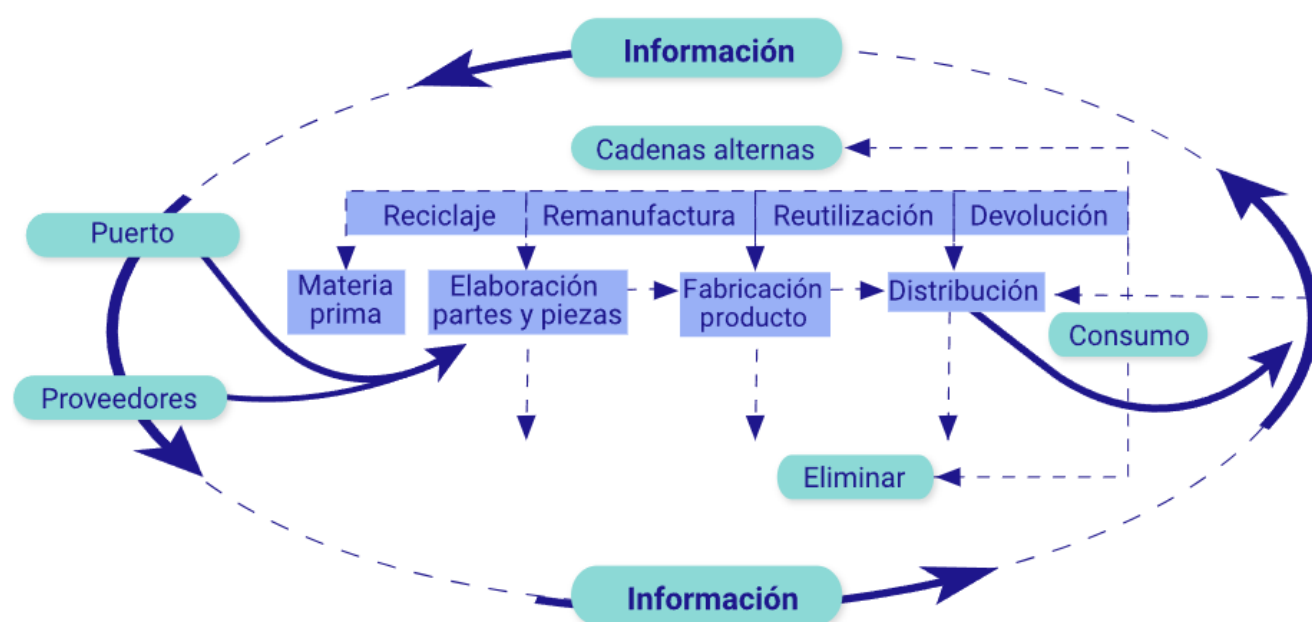 Información
Cadenas alternas
Reciclaje
Remanufactura
Reutilización
Devolución
Puerto
Materia
prima
Elaboración
partes y piezas
Fabricación
producto
Distribución
Consumo
Proveedores
Eliminar
Información